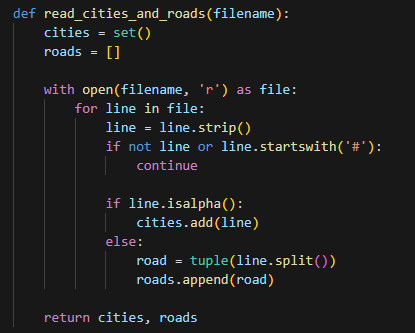 def read_cities_and_roads(filename):
    cities = set()
    roads = []

    with open(filename, 'r') as file:
        for line in file:
            line = line.strip()
            if not line or line.startswith('#'):
                continue

            if line.isalpha():
                cities.add(line)
            else:
                road = tuple(line.split())
                roads.append(road)

    return cities, roads